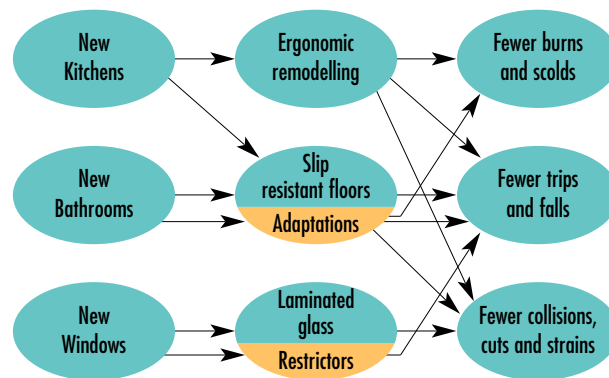 New
Kitchens
Ergonomic
remodelling
Fewer burns
and scolds
New
Bathrooms
Slip
resistant floors
Adaptations
Fewer trips
and falls
New
Windows
Laminated
glass
Restrictors
Fewer collisions,
cuts and strains